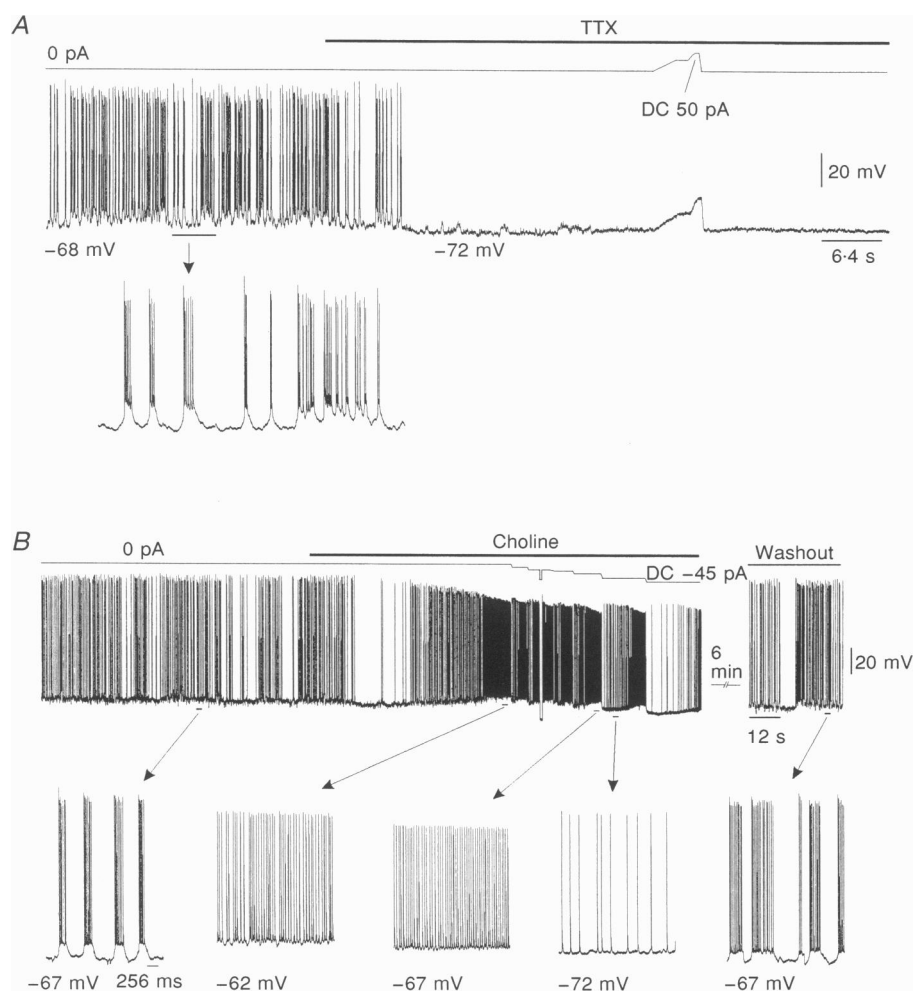 A
TTX
0 pA
DC 50 pA
20 mV
−68 mV
−72 mV
6·4 s
B
0 pA
Choline
Washout
DC −45 pA
6 min
20 mV
12 s
−67 mV
256 ms
−62 mV
−67 mV
−72 mV
−67 mV